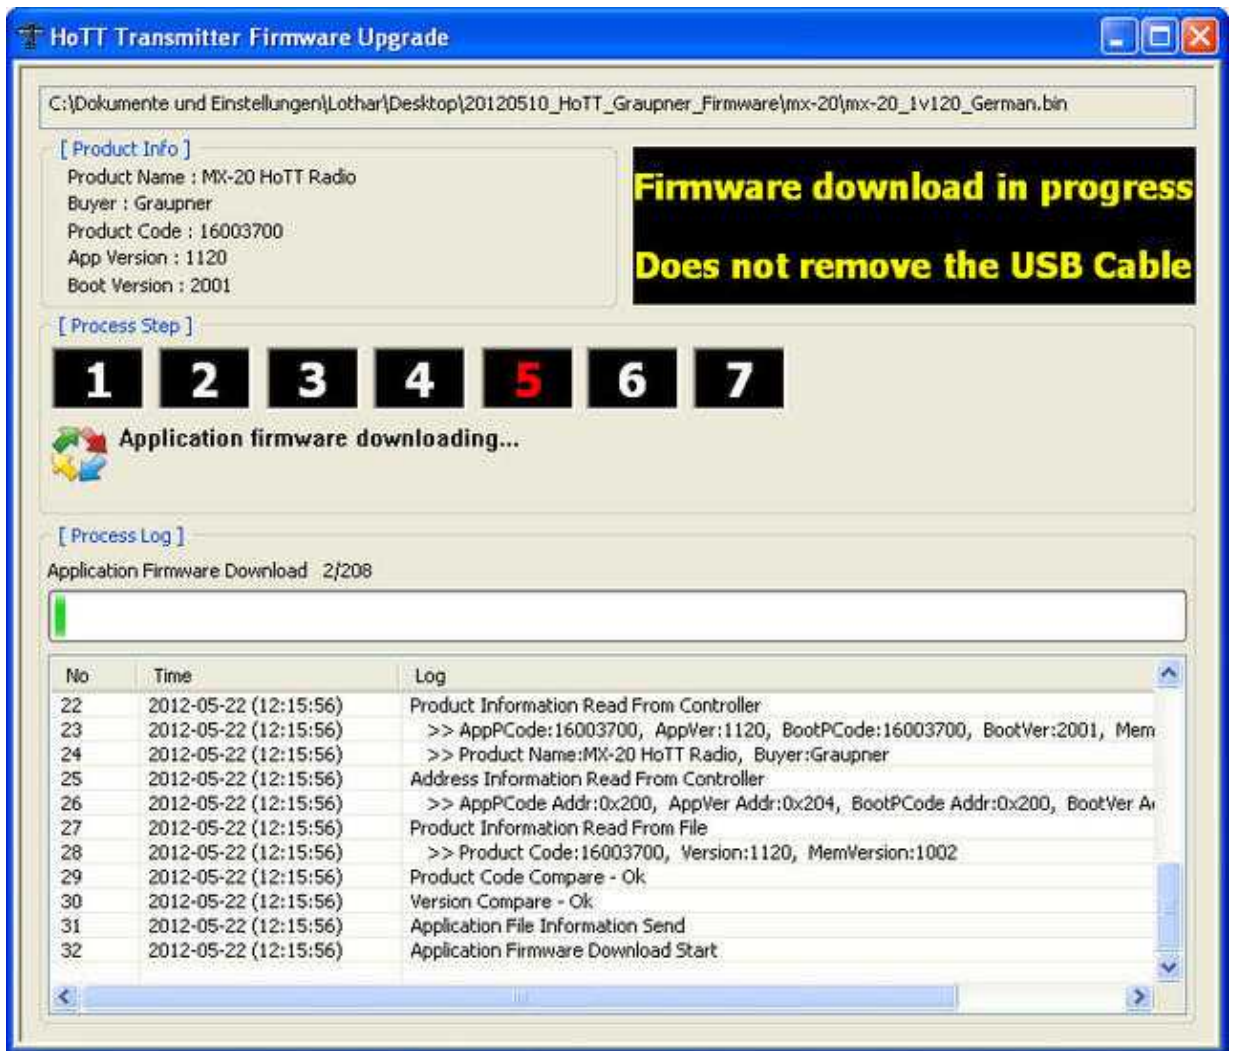 HoTT Transmitter Firmware Upgrade
C:\Dokumente und Einstellungen\Lothar\Desktop\20120510_HoTT_Graupner_Firmware\mx-20\mx-20_1v120_German.bin
[ Product Info ]
Product Name : MX-20 HoTT Radio
Buyer : Graupner
Product Code : 16003700
App Version : 1120
Boot Version : 2001
Firmware download in progress
Does not remove the USB Cable
[ Process Step ]
1 2 3 4 5 6 7
Application firmware downloading...
[ Process Log ]
Application Firmware Download 2/208
No Time Log
22 2012-05-22 (12:15:56) Product Information Read From Controller
23 2012-05-22 (12:15:56) >> AppPCode:16003700, AppVer:1120, BootPCode:16003700, BootVer:2001, Mem
24 2012-05-22 (12:15:56) >> Product Name:MX-20 HoTT Radio, Buyer:Graupner
25 2012-05-22 (12:15:56) Address Information Read From Controller
26 2012-05-22 (12:15:56) >> AppPCode Addr:0x200, AppVer Addr:0x204, BootPCode Addr:0x200, BootVer
27 2012-05-22 (12:15:56) Product Information Read From File
28 2012-05-22 (12:15:56) >> Product Code:16003700, Version:1120, MemVersion:1002
29 2012-05-22 (12:15:56) Product Code Compare - Ok
30 2012-05-22 (12:15:56) Version Compare - Ok
31 2012-05-22 (12:15:56) Application File Information Send
32 2012-05-22 (12:15:56) Application Firmware Download Start